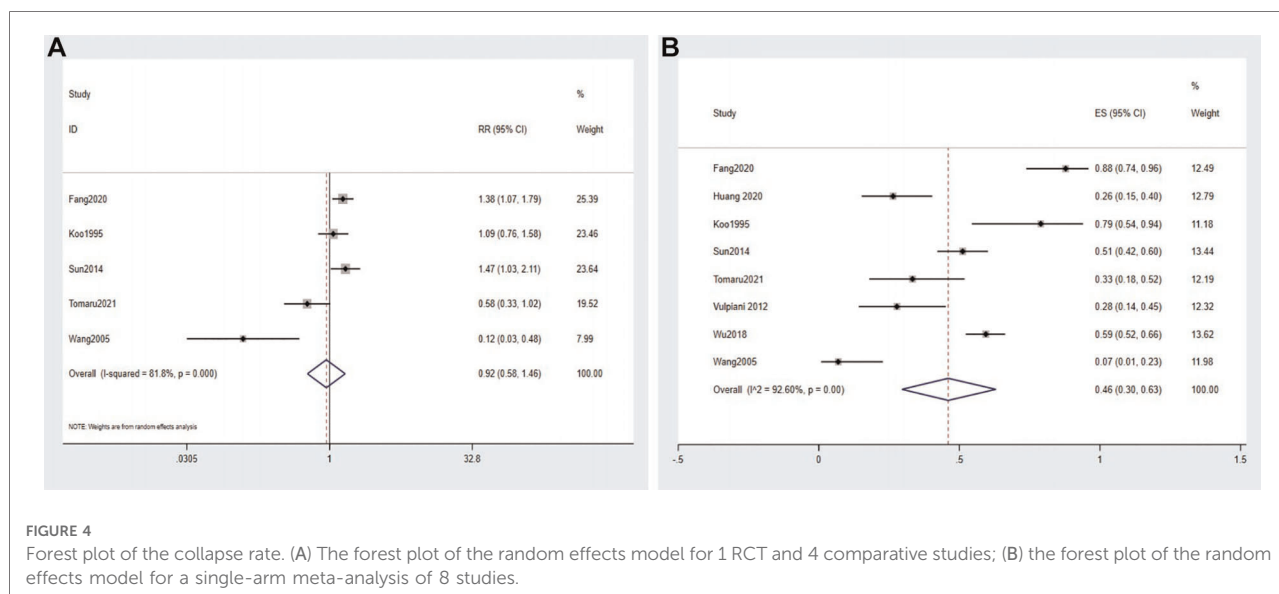 A
Study %
ID RR (95% CI) Weight
Fang2020 1.38 (1.07, 1.79) 25.39
Koo1995 1.09 (0.76, 1.58) 23.46
Sun2014 1.47 (1.03, 2.11) 23.64
Tomaru2021 0.58 (0.33, 1.02) 19.52
Wang2005 0.12 (0.03, 0.48) 7.99
Overall (I-squared = 81.8%, p = 0.000) 0.92 (0.58, 1.46) 100.00
NOTE: Weights are from random effects analysis
.0305 1 32.8
B
%
Study ES (95% CI) Weight
Fang2020 0.88 (0.74, 0.96) 12.49
Huang 2020 0.26 (0.15, 0.40) 12.79
Koo1995 0.79 (0.54, 0.94) 11.18
Sun2014 0.51 (0.42, 0.60) 13.44
Tomaru2021 0.33 (0.18, 0.52) 12.19
Vulpiani 2012 0.28 (0.14, 0.45) 12.32
Wu2018 0.59 (0.52, 0.66) 13.62
Wang2005 0.07 (0.01, 0.23) 11.98
Overall (I^2 = 92.60%, p = 0.00) 0.46 (0.30, 0.63) 100.00
-.5 0 .5 1 1.5
FIGURE 4
Forest plot of the collapse rate. (A) The forest plot of the random effects model for 1 RCT and 4 comparative studies; (B) the forest plot of the random
effects model for a single-arm meta-analysis of 8 studies.